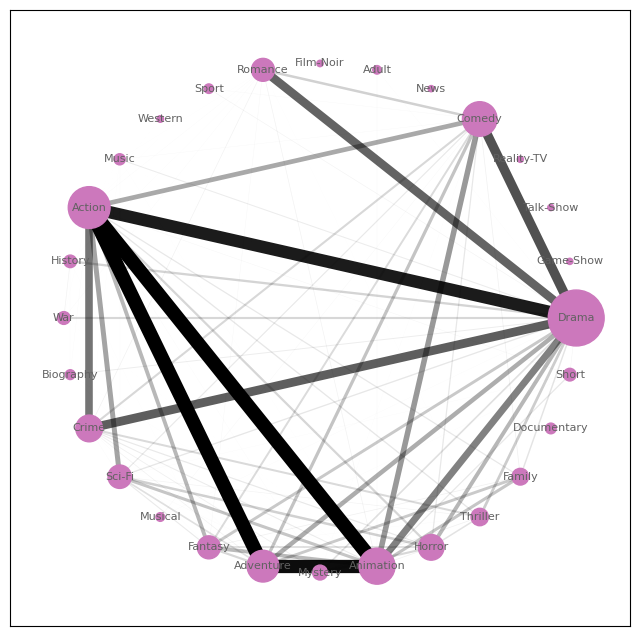 Film-Noir
Romance
Adult
Sport
News
Western
Comedy
Music
Reality-TV
Action
Talk-Show
History
Game-Show
War
Drama
Biography
Short
Crime
Documentary
Sci-Fi
Family
Musical
Thriller
Fantasy
Horror
Adventure
Mystery
Animation